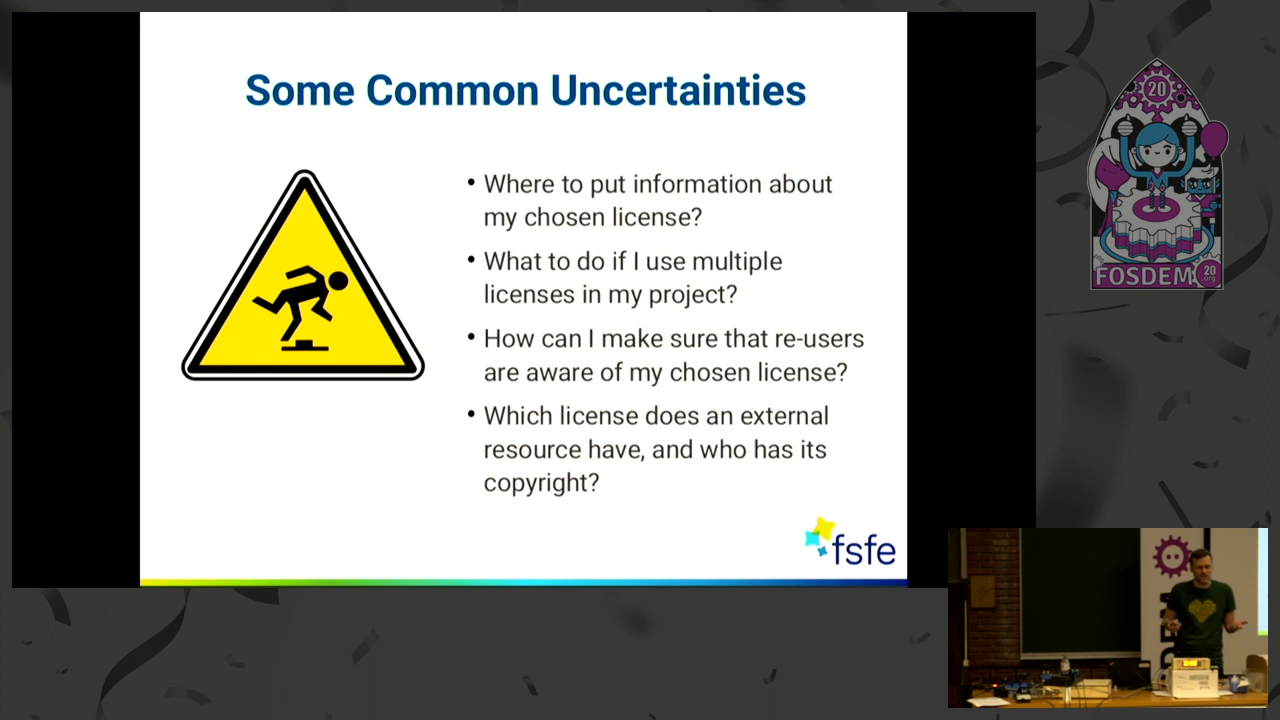 Some Common Uncertainties
• Where to put information about
my chosen license?
• What to do if I use multiple
licenses in my project?
• How can I make sure that re-users
are aware of my chosen license?
• Which license does an external
resource have, and who has its
copyright?
fsfe
20
FOSDEM
20
org